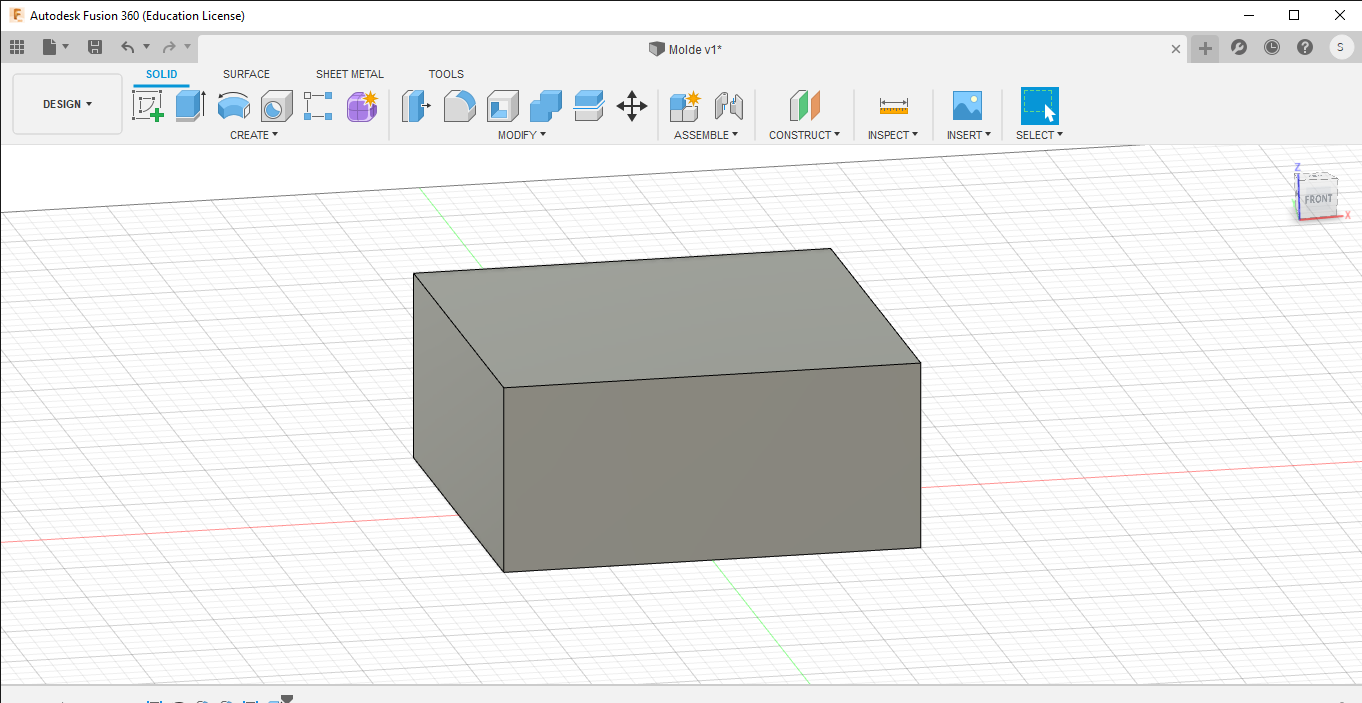 Autodesk Fusion 360 (Education License)
Molde v1*
S
SOLID SURFACE SHEET METAL TOOLS
DESIGN
CREATE MODIFY ASSEMBLE CONSTRUCT INSPECT INSERT SELECT
Z
FRONT
X